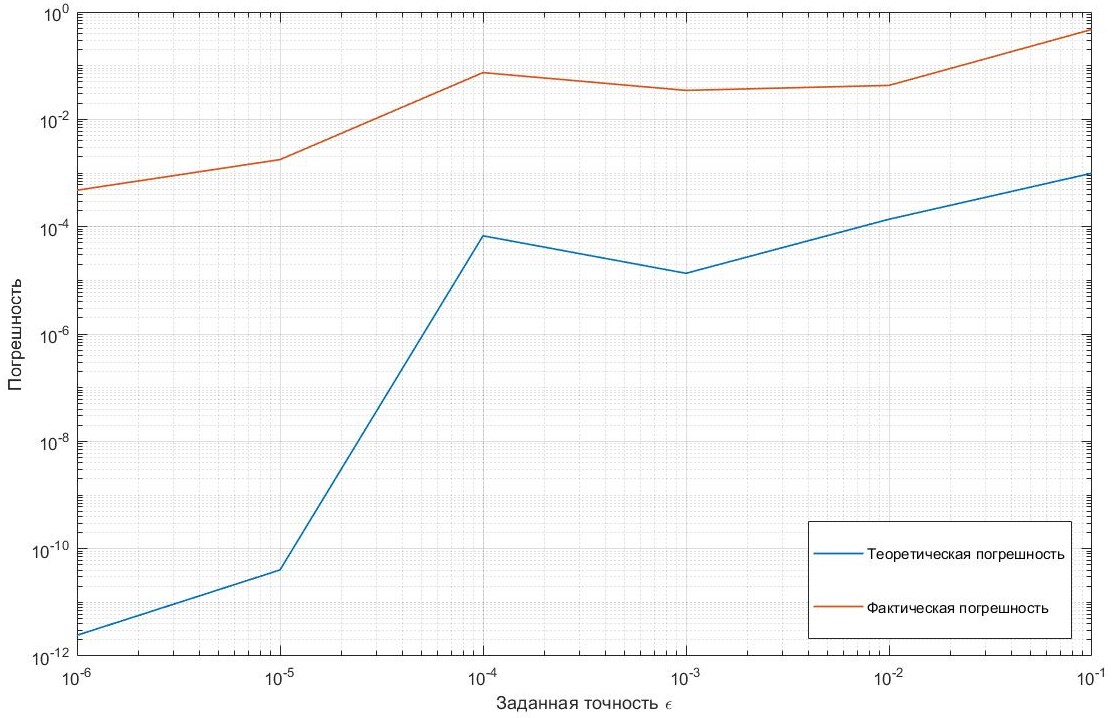 10^0
10^-2
10^-4
10^-6
10^-8
10^-10
10^-12
Погрешность
Теоретическая погрешность
Фактическая погрешность
10^-6 10^-5 10^-4 10^-3 10^-2 10^-1
Заданная точность ϵ